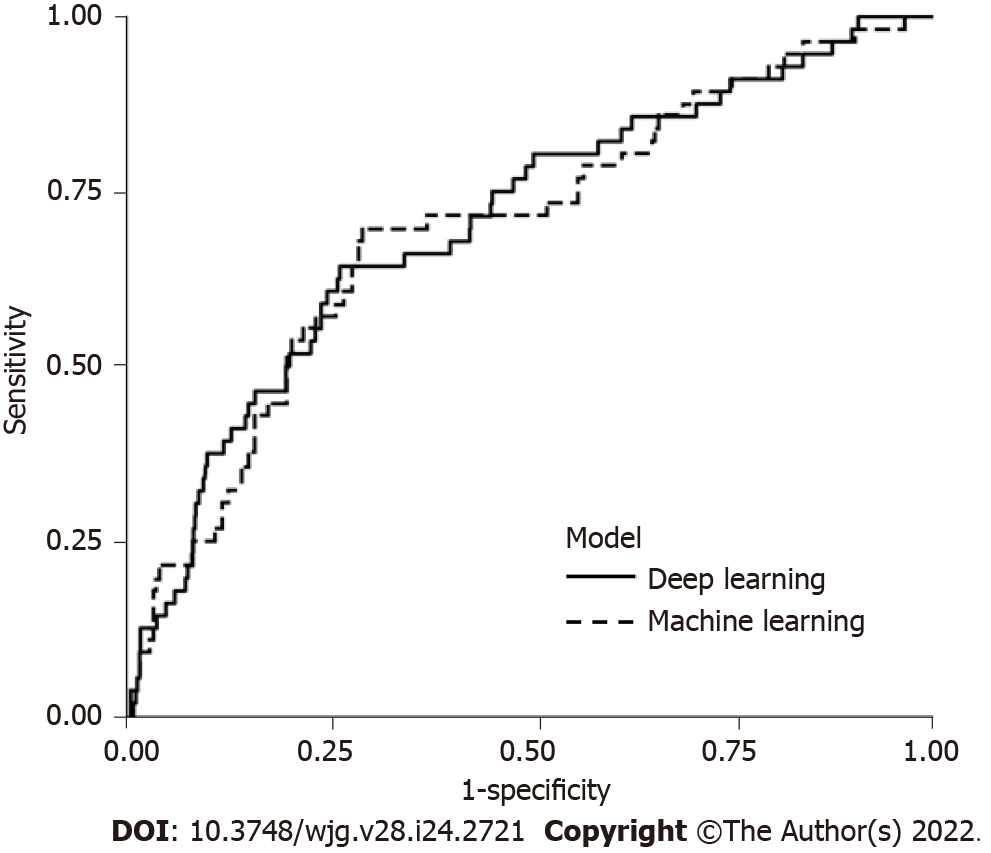 1.00
0.75
0.50
0.25
0.00
Sensitivity
Model
Deep learning
Machine learning
0.00 0.25 0.50 0.75 1.00
1-specificity
DOI: 10.3748/wjg.v28.i24.2721 Copyright ©The Author(s) 2022.